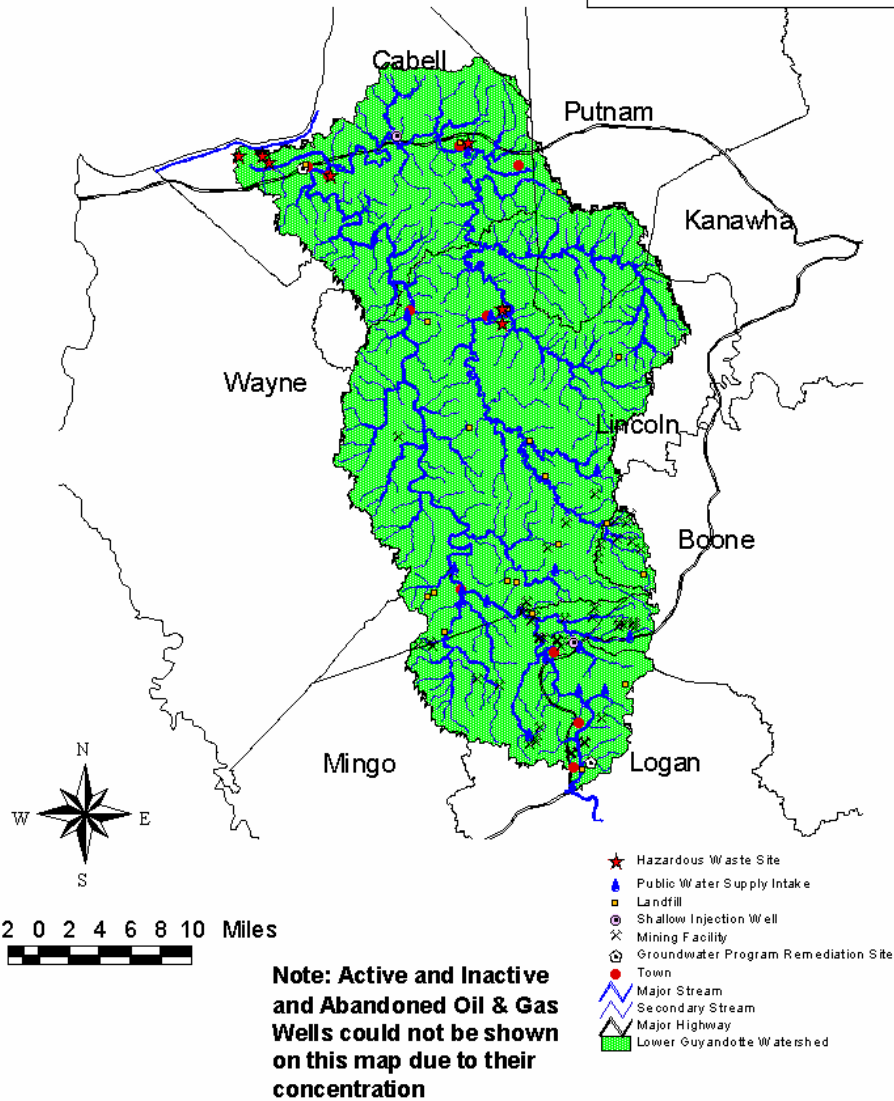 Cabell
Putnam
Kanawha
Wayne
Lincoln
Boone
Mingo
Logan
N
W
E
S
2 0 2 4 6 8 10 Miles
Note: Active and Inactive
and Abandoned Oil & Gas
Wells could not be shown
on this map due to their
concentration
Hazardous Waste Site
Public Water Supply Intake
Landfill
Shallow Injection Well
Mining Facility
Groundwater Program Remediation Site
Town
Major Stream
Secondary Stream
Major Highway
Lower Guyandotte Watershed